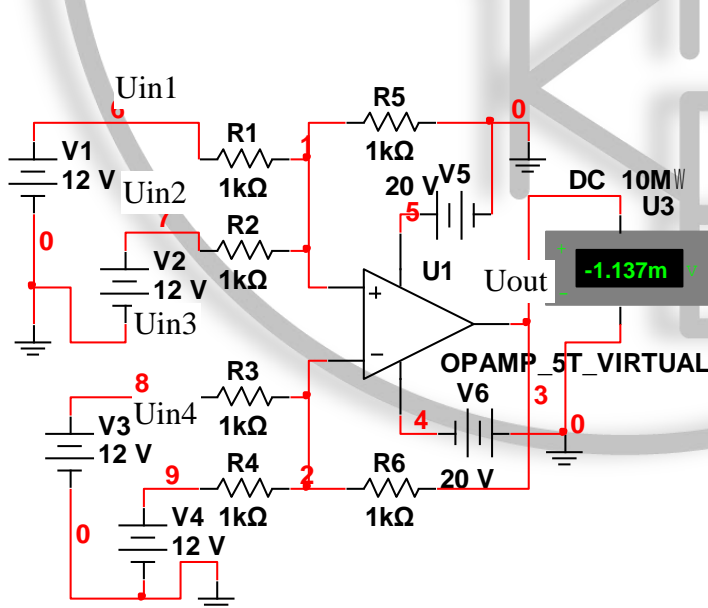 Uin1
6
R1
1kΩ
V1
12 V
0
Uin2
7
R2
1kΩ
V2
12 V
Uin3
1
R5
1kΩ
0
20 V
V5
5
DC 10MW
U3
-1.137m
V
+
−
U1
+
−
Uout
OPAMP_5T_VIRTUAL
8
Uin4
R3
1kΩ
V3
12 V
9
R4
1kΩ
2
R6
1kΩ
4
V6
20 V
3
0
0
V4
12 V